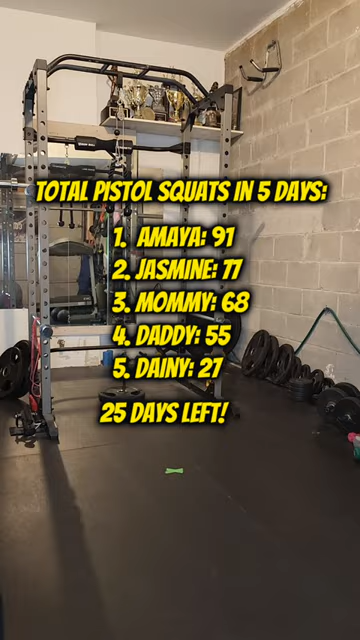 TOTAL PISTOL SQUATS IN 5 DAYS:
1. AMAYA: 91
2. JASMINE: 77
3. MOMMY: 68
4. DADDY: 55
5. DAINY: 27
25 DAYS LEFT!